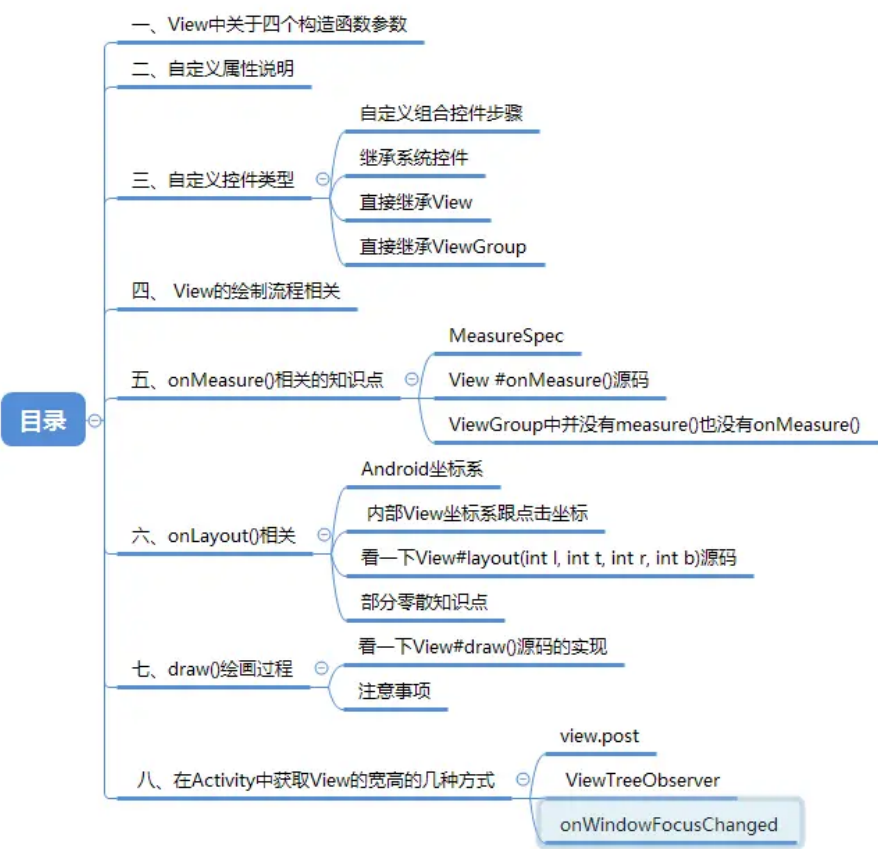 一、View中关于四个构造函数参数
二、自定义属性说明
自定义组合控件步骤
继承系统控件
三、自定义控件类型
直接继承View
直接继承ViewGroup
四、 View的绘制流程相关
MeasureSpec
五、onMeasure()相关的知识点
View #onMeasure()源码
ViewGroup中并没有measure()也没有onMeasure()
目录
Android坐标系
内部View坐标系跟点击坐标
六、onLayout()相关
看一下View#layout(int l, int t, int r, int b)源码
部分零散知识点
看一下View#draw()源码的实现
七、draw()绘画过程
注意事项
view.post
八、在Activity中获取View的宽高的几种方式
ViewTreeObserver
onWindowFocusChanged